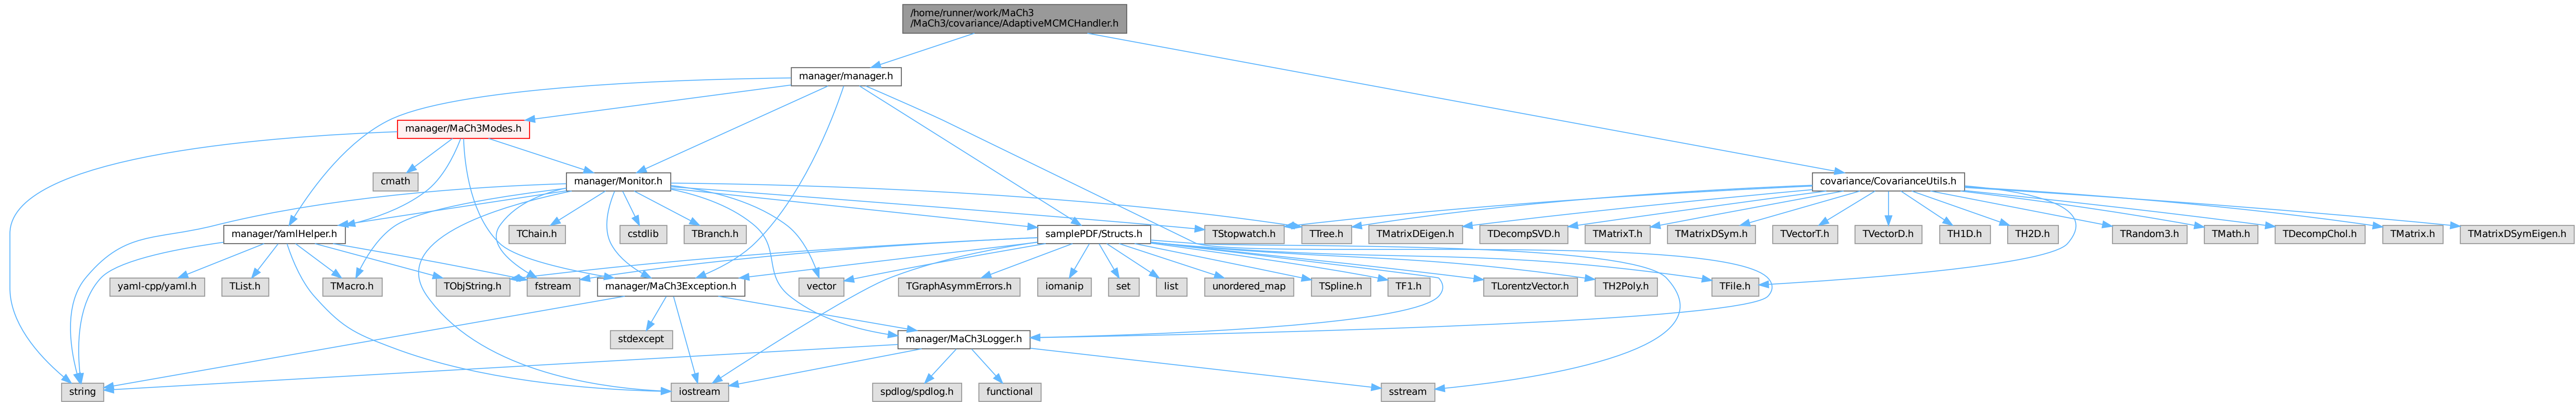 /home/runner/work/MaCh3
/MaCh3/covariance/AdaptiveMCMCHandler.h
manager/manager.h
manager/MaCh3Modes.h
cmath
manager/Monitor.h
covariance/CovarianceUtils.h
manager/YamlHelper.h
TChain.h
cstdlib
TBranch.h
samplePDF/Structs.h
TStopwatch.h
TTree.h
TMatrixDEigen.h
TDecompSVD.h
TMatrixT.h
TMatrixDSym.h
TVectorT.h
TVectorD.h
TH1D.h
TH2D.h
TRandom3.h
TMath.h
TDecompChol.h
TMatrix.h
TMatrixDSymEigen.h
yaml-cpp/yaml.h
TList.h
TMacro.h
TObjString.h
fstream
manager/MaCh3Exception.h
vector
TGraphAsymmErrors.h
iomanip
set
list
unordered_map
TSpline.h
TF1.h
TLorentzVector.h
TH2Poly.h
TFile.h
stdexcept
manager/MaCh3Logger.h
string
iostream
spdlog/spdlog.h
functional
sstream